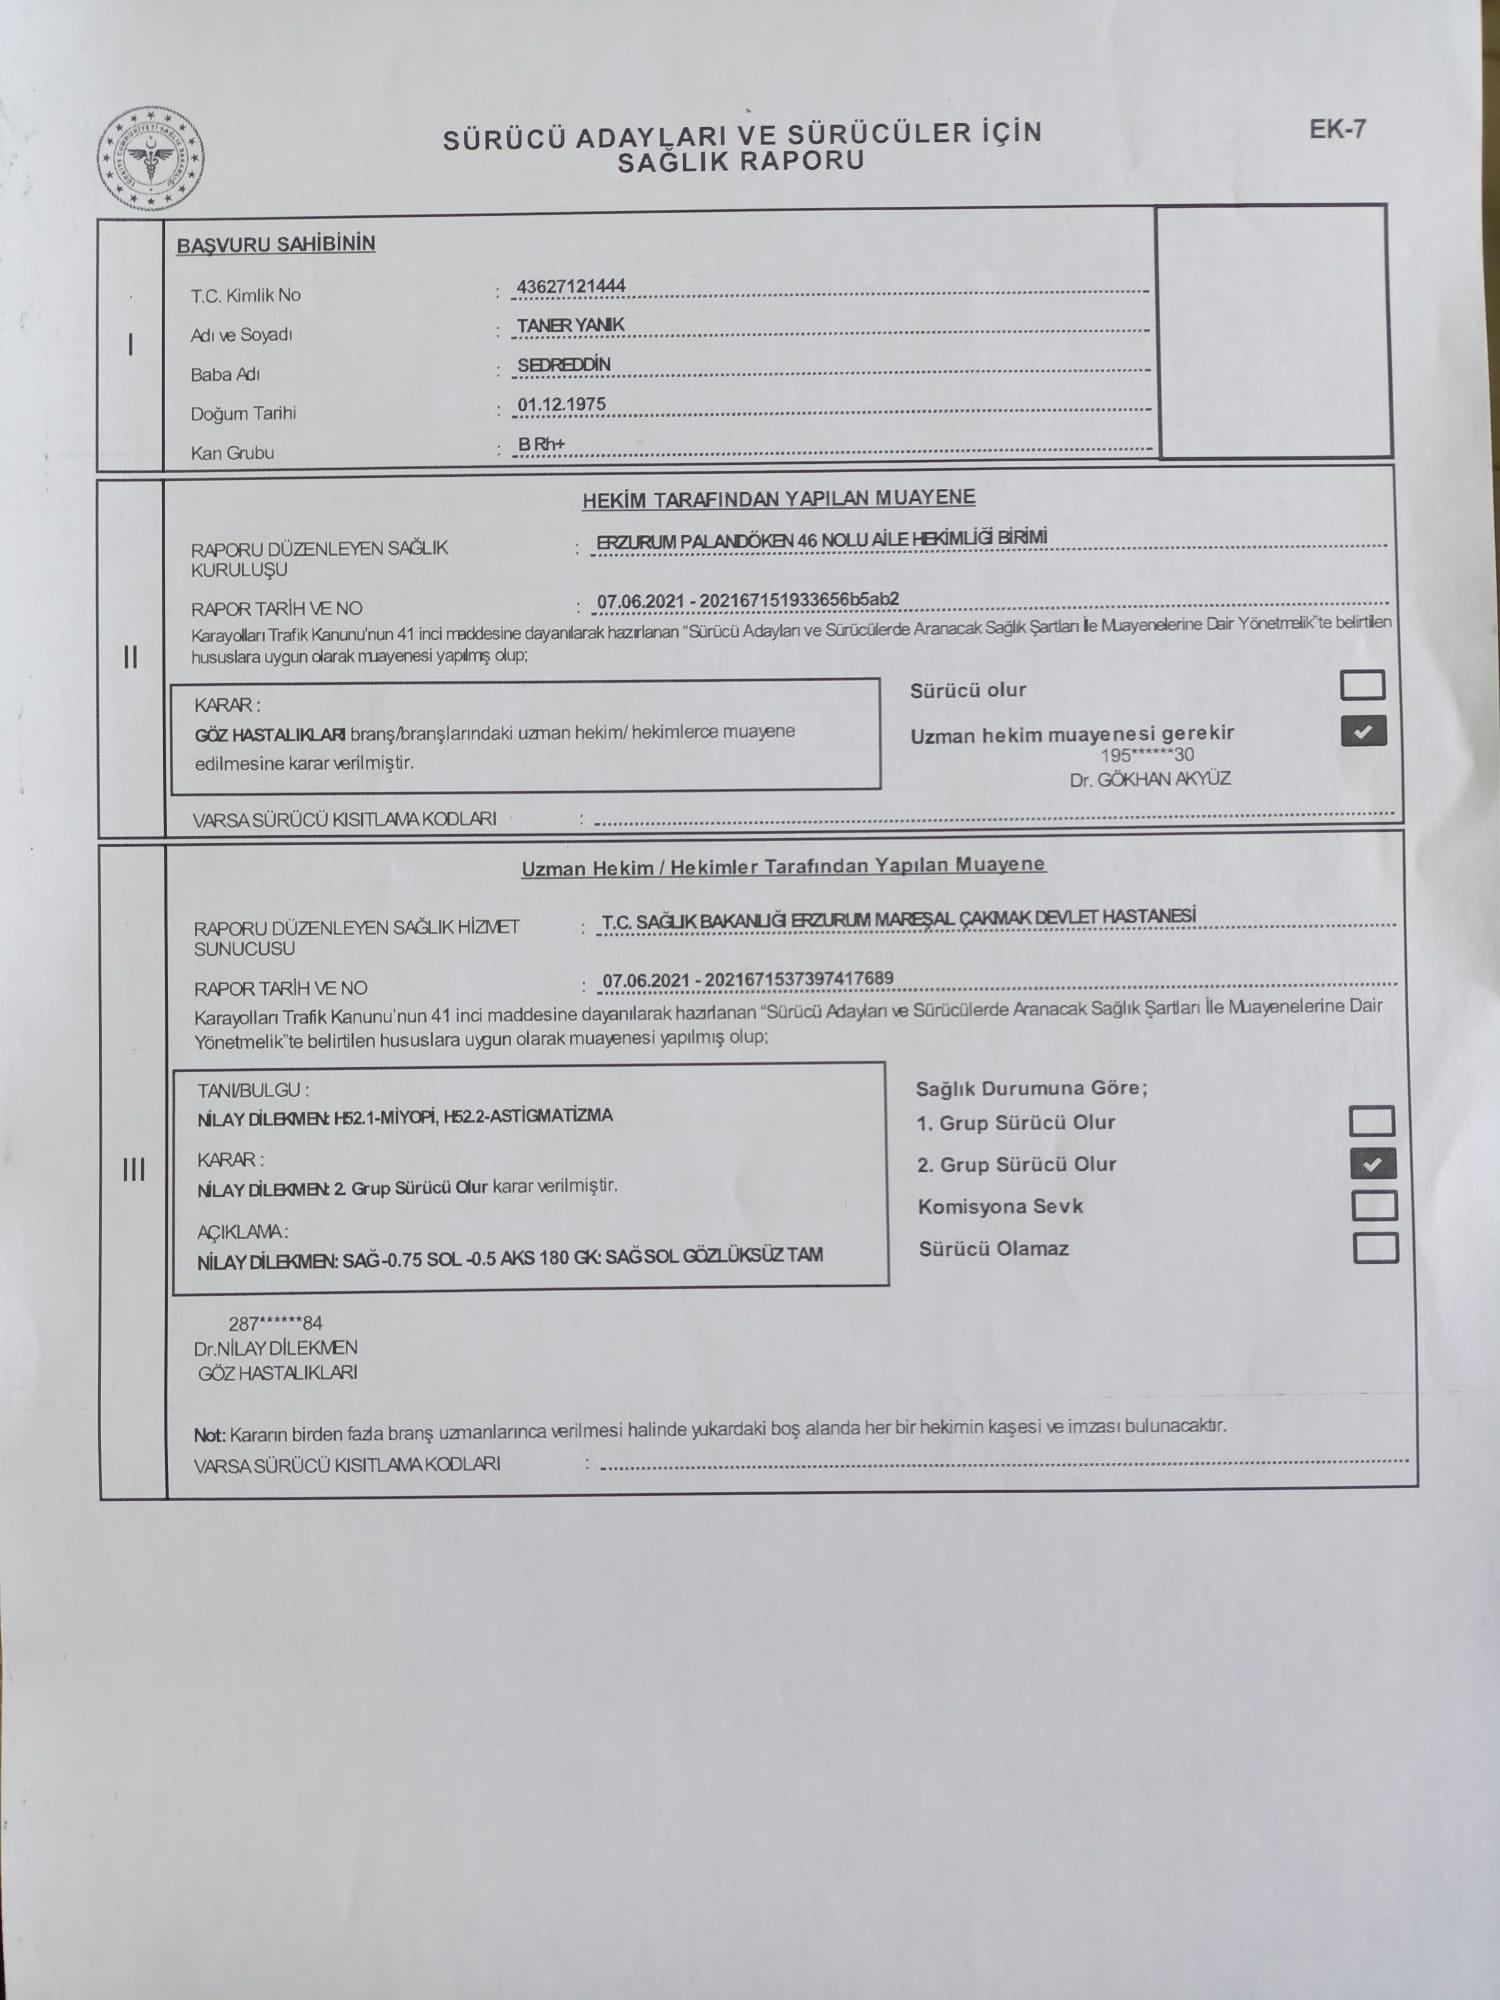 SÜRÜCÜ ADAYLARI VE SÜRÜCÜLER İÇİN
SAĞLIK RAPORU
EK-7
I
BAŞVURU SAHİBİNİN
T.C. Kimlik No : 43627121444
Adı ve Soyadı : TANER YANIK
Baba Adı : SEDREDDİN
Doğum Tarihi : 01.12.1975
Kan Grubu : B Rh+
II
HEKİM TARAFINDAN YAPILAN MUAYENE
RAPORU DÜZENLEYEN SAĞLIK : ERZURUM PALANDÖKEN 46 NOLU AİLE HEKİMLİĞİ BİRİMİ
KURULUŞU
RAPOR TARİH VE NO : 07.06.2021 - 202167151933656b5ab2
Karayolları Trafik Kanunu'nun 41 inci maddesine dayanılarak hazırlanan "Sürücü Adayları ve Sürücülerde Aranacak Sağlık Şartları İle Muayenelerine Dair Yönetmelik"te belirtilen
hususlara uygun olarak muayenesi yapılmış olup;
KARAR :
GÖZ HASTALIKLARI branş/branşlarındaki uzman hekim/ hekimlerce muayene
edilmesine karar verilmiştir.
Sürücü olur
Uzman hekim muayenesi gerekir
195******30
Dr. GÖKHAN AKYÜZ
VARSA SÜRÜCÜ KISITLAMA KODLARI :
III
Uzman Hekim / Hekimler Tarafından Yapılan Muayene
RAPORU DÜZENLEYEN SAĞLIK HİZMET : T.C. SAĞLIK BAKANLIĞI ERZURUM MAREŞAL ÇAKMAK DEVLET HASTANESİ
SUNUCUSU
RAPOR TARİH VE NO : 07.06.2021 - 2021671537397417689
Karayolları Trafik Kanunu'nun 41 inci maddesine dayanılarak hazırlanan "Sürücü Adayları ve Sürücülerde Aranacak Sağlık Şartları İle Muayenelerine Dair
Yönetmelik"te belirtilen hususlara uygun olarak muayenesi yapılmış olup;
TANI/BULGU :
NİLAY DİLEKMEN: H52.1-MİYOPİ, H52.2-ASTİGMATİZMA
KARAR :
NİLAY DİLEKMEN: 2. Grup Sürücü Olur karar verilmiştir.
AÇIKLAMA :
NİLAY DİLEKMEN: SAĞ -0.75 SOL -0.5 AKS 180 GK: SAĞ SOL GÖZLÜKSÜZ TAM
Sağlık Durumuna Göre;
1. Grup Sürücü Olur
2. Grup Sürücü Olur
Komisyona Sevk
Sürücü Olamaz
287******84
Dr.NİLAY DİLEKMEN
GÖZ HASTALIKLARI
Not: Kararın birden fazla branş uzmanlarınca verilmesi halinde yukardaki boş alanda her bir hekimin kaşesi ve imzası bulunacaktır.
VARSA SÜRÜCÜ KISITLAMA KODLARI :